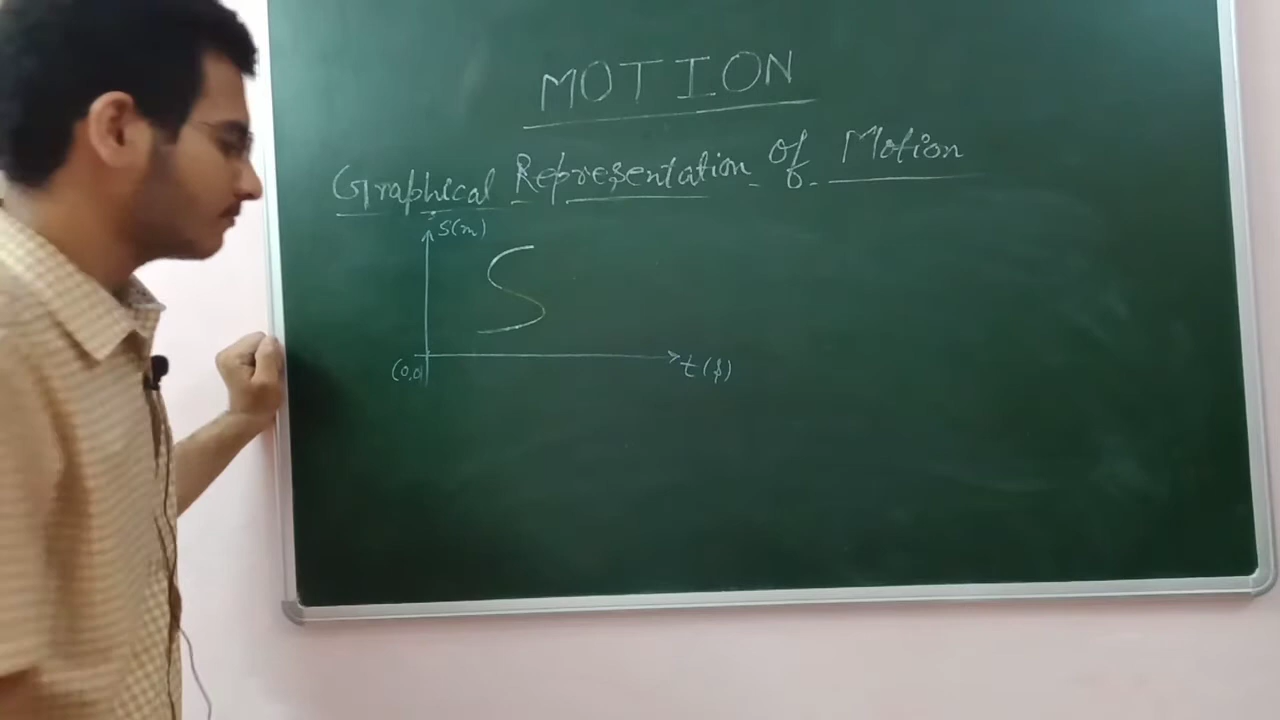 MOTION
Graphical Representation of Motion
S(m)
(0,0)
t(s)